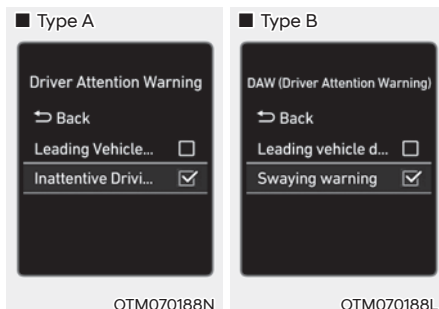 ■ Type A
Driver Attention Warning
Back
Leading Vehicle...
Inattentive Drivi...
OTM070188N
■ Type B
DAW (Driver Attention Warning)
Back
Leading vehicle d...
Swaying warning
OTM070188L